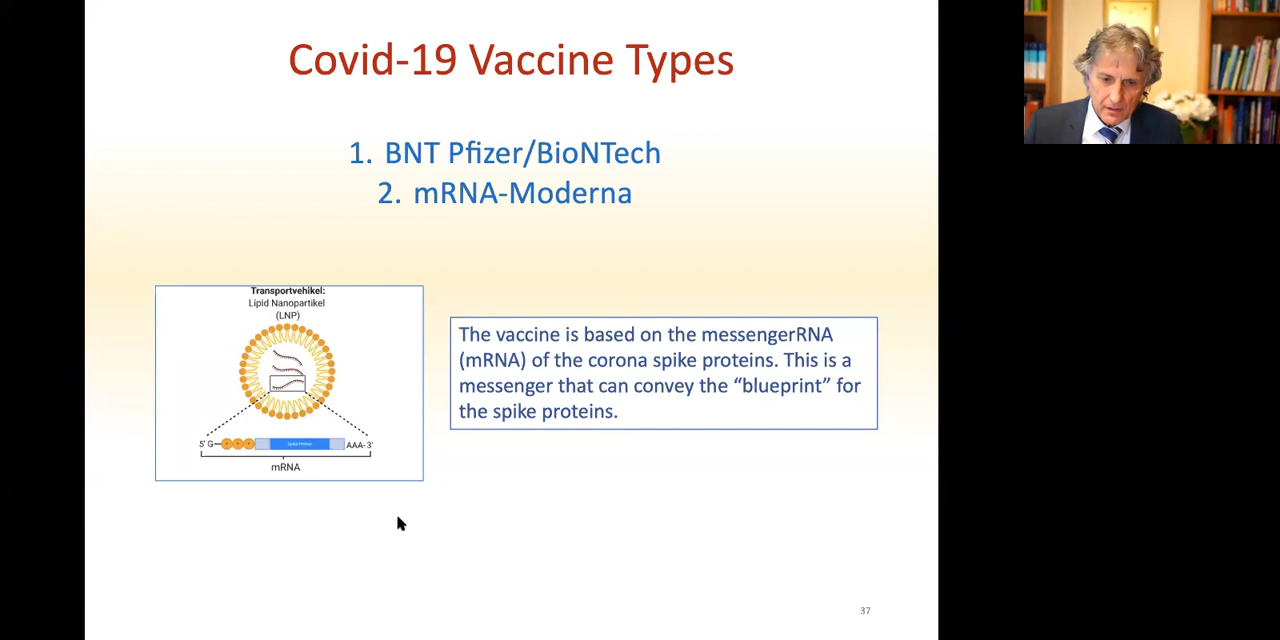 Covid-19 Vaccine Types
1. BNT Pfizer/BioNTech
2. mRNA-Moderna
Transportvehikel:
Lipid Nanopartikel
(LNP)
5' G
AAA-3'
mRNA
The vaccine is based on the messengerRNA
(mRNA) of the corona spike proteins. This is a
messenger that can convey the “blueprint” for
the spike proteins.
37